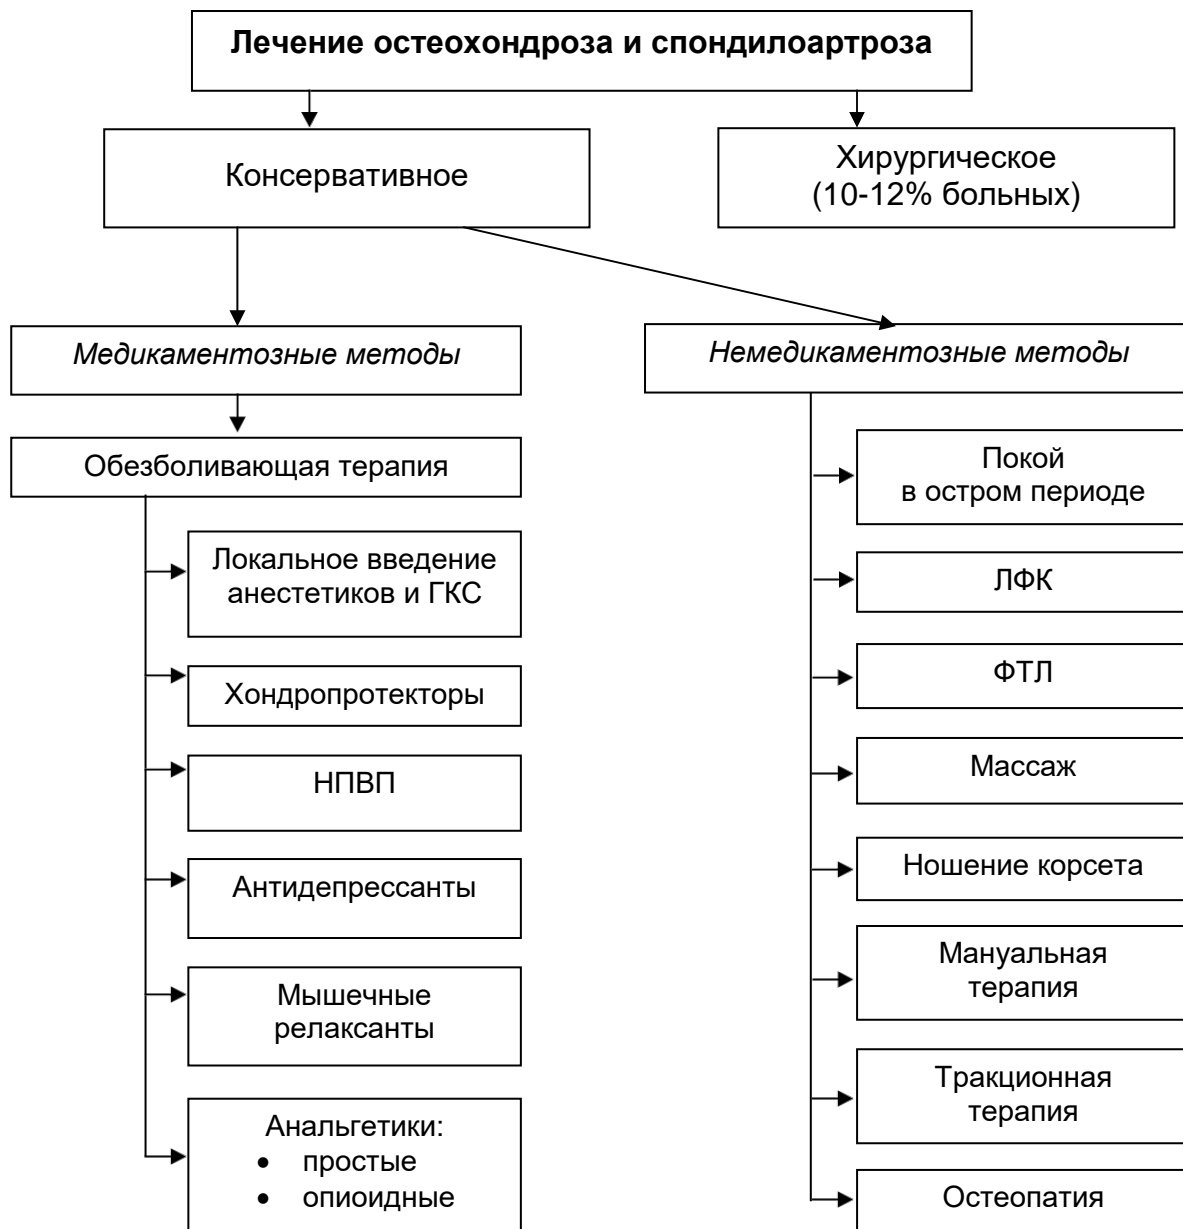 Лечение остеохондроза и спондилоартроза
Консервативное
Хирургическое
(10-12% больных)
Медикаментозные методы
Немедикаментозные методы
Обезболивающая терапия
Локальное введение
анестетиков и ГКС
Хондропротекторы
НПВП
Антидепрессанты
Мышечные
релаксанты
Анальгетики:
• простые
• опиоидные
Покой
в остром периоде
ЛФК
ФТЛ
Массаж
Ношение корсета
Мануальная
терапия
Тракционная
терапия
Остеопатия